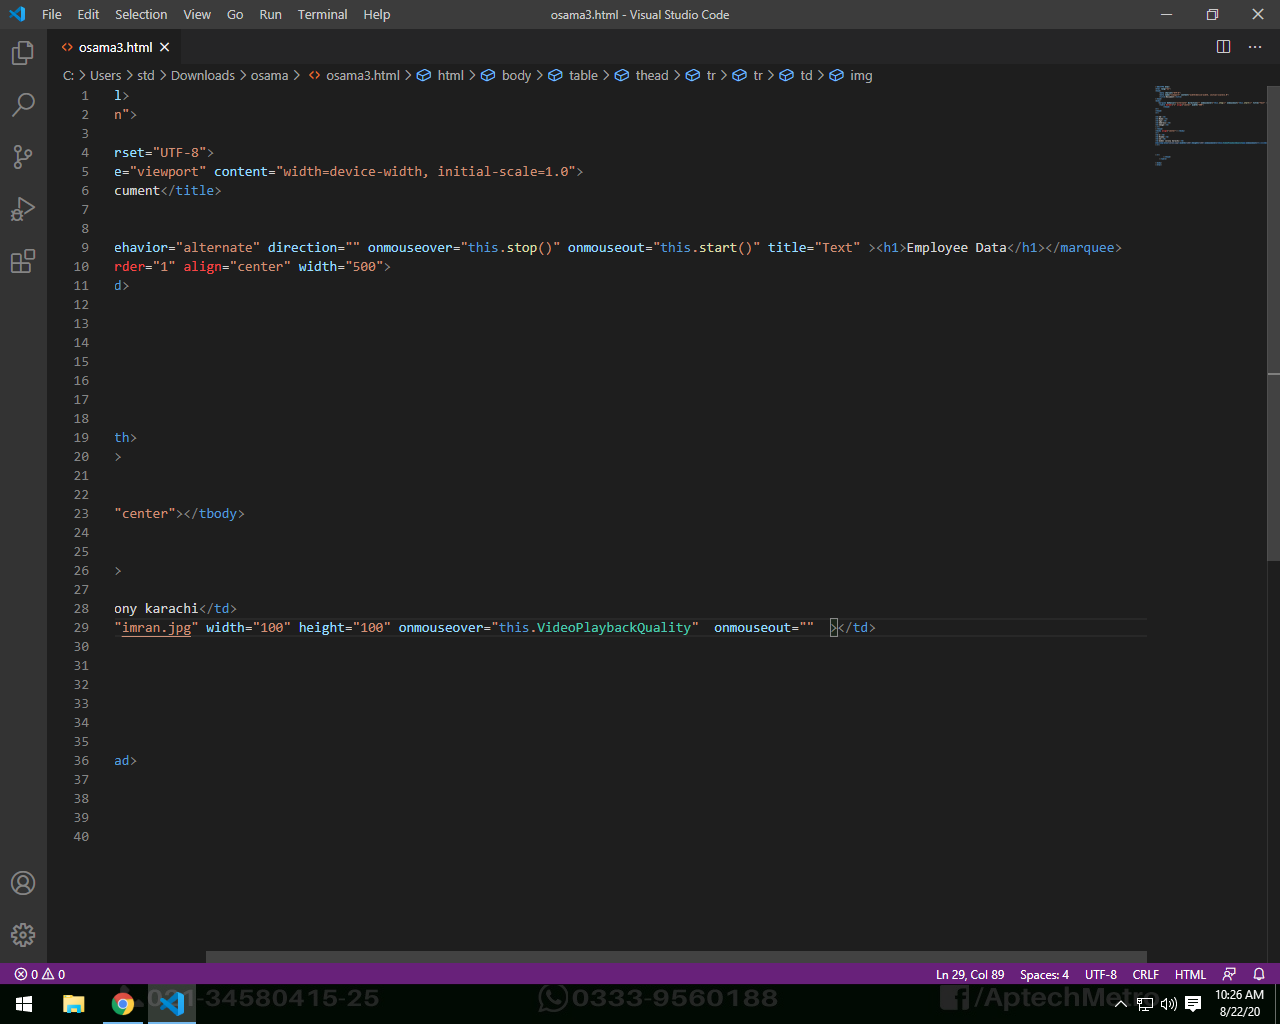 File Edit Selection View Go Run Terminal Help osama3.html - Visual Studio Code
osama3.html
C: > Users > std > Downloads > osama > osama3.html > html > body > table > thead > tr > tr > td > img
1 l>
2 n">
3
4 rset="UTF-8">
5 e="viewport" content="width=device-width, initial-scale=1.0">
6 cument</title>
7
8
9 ehavior="alternate" direction="" onmouseover="this.stop()" onmouseout="this.start()" title="Text" ><h1>Employee Data</h1></marquee>
10 rder="1" align="center" width="500">
11 d>
12
13
14
15
16
17
18
19 th>
20 >
21
22
23 "center"></tbody>
24
25
26 >
27
28 ony karachi</td>
29 "imran.jpg" width="100" height="100" onmouseover="this.VideoPlaybackQuality"  onmouseout=""  ></td>
30
31
32
33
34
35
36 ad>
37
38
39
40
0 0 Ln 29, Col 89 Spaces: 4 UTF-8 CRLF HTML
021-34580415-25 0333-9560188 /AptechMetro
10:26 AM
8/22/20